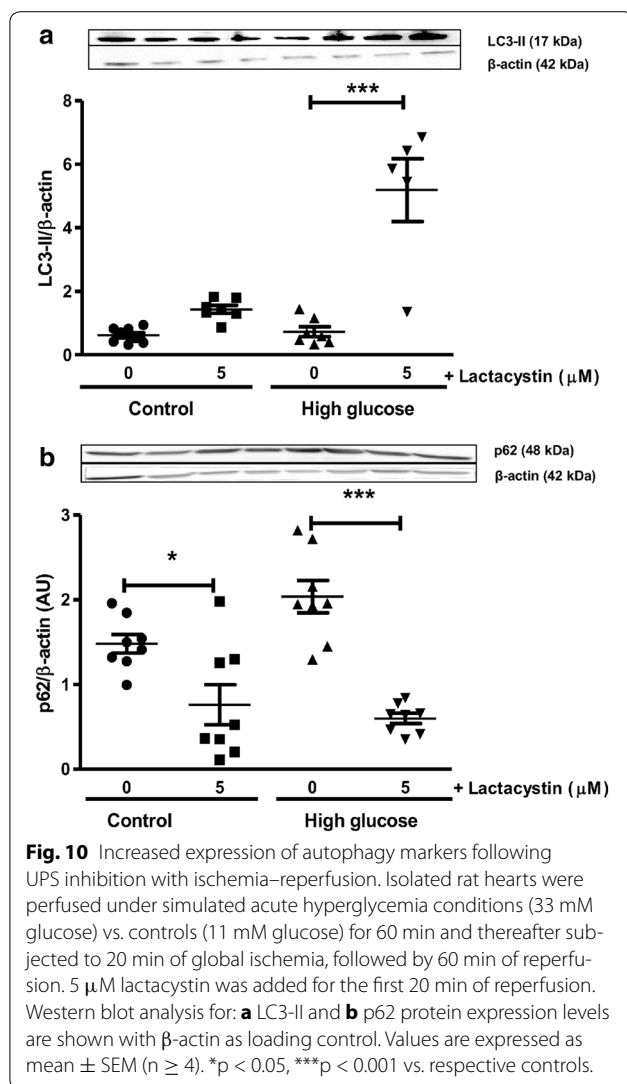 a
LC3-II (17 kDa)
β-actin (42 kDa)
***
8
6
4
2
0
LC3-II/β-actin
0 5 0 5 + Lactacystin (μM)
Control High glucose
b
p62 (48 kDa)
β-actin (42 kDa)
***
*
3
2
1
0
p62/β-actin (AU)
0 5 0 5 + Lactacystin (μM)
Control High glucose
Fig. 10 Increased expression of autophagy markers following
UPS inhibition with ischemia–reperfusion. Isolated rat hearts were
perfused under simulated acute hyperglycemia conditions (33 mM
glucose) vs. controls (11 mM glucose) for 60 min and thereafter sub-
jected to 20 min of global ischemia, followed by 60 min of reperfu-
sion. 5 μM lactacystin was added for the first 20 min of reperfusion.
Western blot analysis for: a LC3-II and b p62 protein expression levels
are shown with β-actin as loading control. Values are expressed as
mean ± SEM (n ≥ 4). *p < 0.05, ***p < 0.001 vs. respective controls.